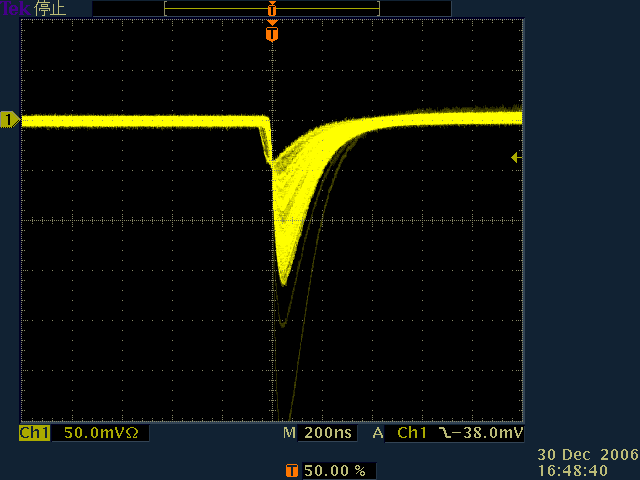 Tek 停止
T
T
1
Ch1 50.0mVΩ M 200ns A Ch1 -38.0mV
30 Dec 2006
T 50.00 % 16:48:40